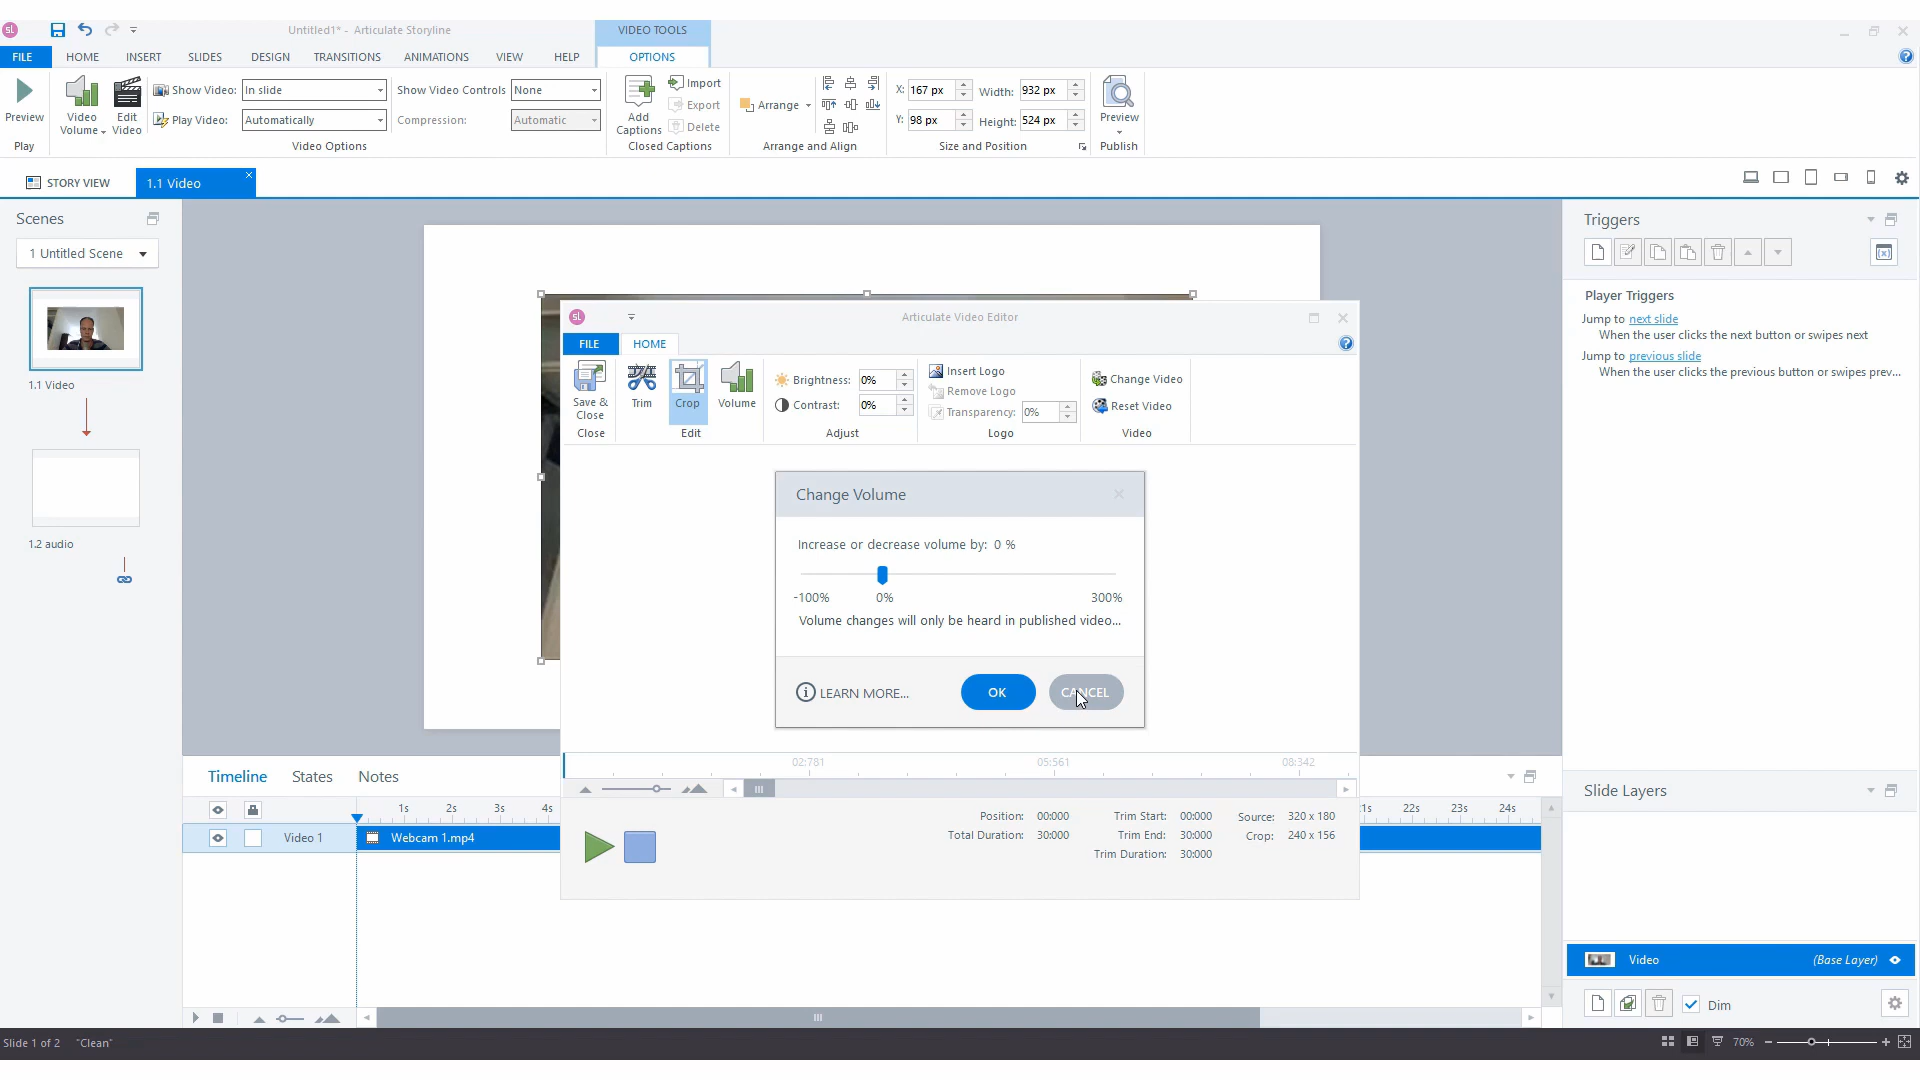 sl
Untitled1* - Articulate Storyline
VIDEO TOOLS
FILE
HOME
INSERT
SLIDES
DESIGN
TRANSITIONS
ANIMATIONS
VIEW
HELP
OPTIONS
Preview
Play
Video
Volume
Edit
Video
Show Video:
In slide
Play Video:
Automatically
Show Video Controls
None
Compression:
Automatic
Video Options
Add
Captions
Import
Export
Delete
Closed Captions
Arrange
Arrange and Align
X:
167 px
Y:
98 px
Width:
932 px
Height:
524 px
Size and Position
Preview
Publish
STORY VIEW
1.1 Video
Scenes
1 Untitled Scene
1.1 Video
1.2 audio
sl
Articulate Video Editor
FILE
HOME
Save &
Close
Close
Trim
Crop
Volume
Edit
Brightness:
0%
Contrast:
0%
Adjust
Insert Logo
Remove Logo
Transparency:
0%
Logo
Change Video
Reset Video
Video
Change Volume
Increase or decrease volume by: 0 %
-100%
0%
300%
Volume changes will only be heard in published video...
LEARN MORE...
OK
CANCEL
02:781
05:561
08:342
Position: 00:000
Total Duration: 30:000
Trim Start: 00:000
Trim End: 30:000
Trim Duration: 30:000
Source: 320 x 180
Crop: 240 x 156
Triggers
Player Triggers
Jump to next slide
When the user clicks the next button or swipes next
Jump to previous slide
When the user clicks the previous button or swipes prev...
Timeline
States
Notes
1s
2s
3s
4s
22s
23s
24s
Video 1
Webcam 1.mp4
Slide Layers
Video
(Base Layer)
Dim
Slide 1 of 2
"Clean"
70%